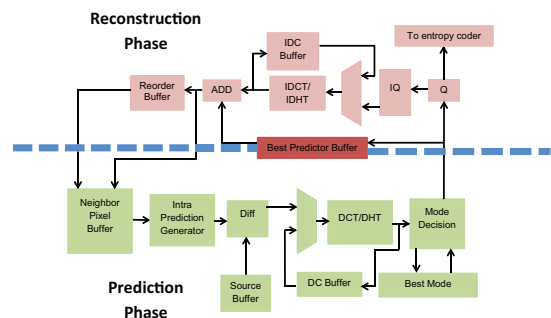 Reconstruction
Phase
IDC
Buffer
To entropy coder
Reorder
Buffer
ADD
IDCT/
IDHT
IQ
Q
Best Predictor Buffer
Neighbor
Pixel
Buffer
Intra
Prediction
Generator
Diff
DCT/DHT
Mode
Decision
Source
Buffer
DC Buffer
Best Mode
Prediction
Phase